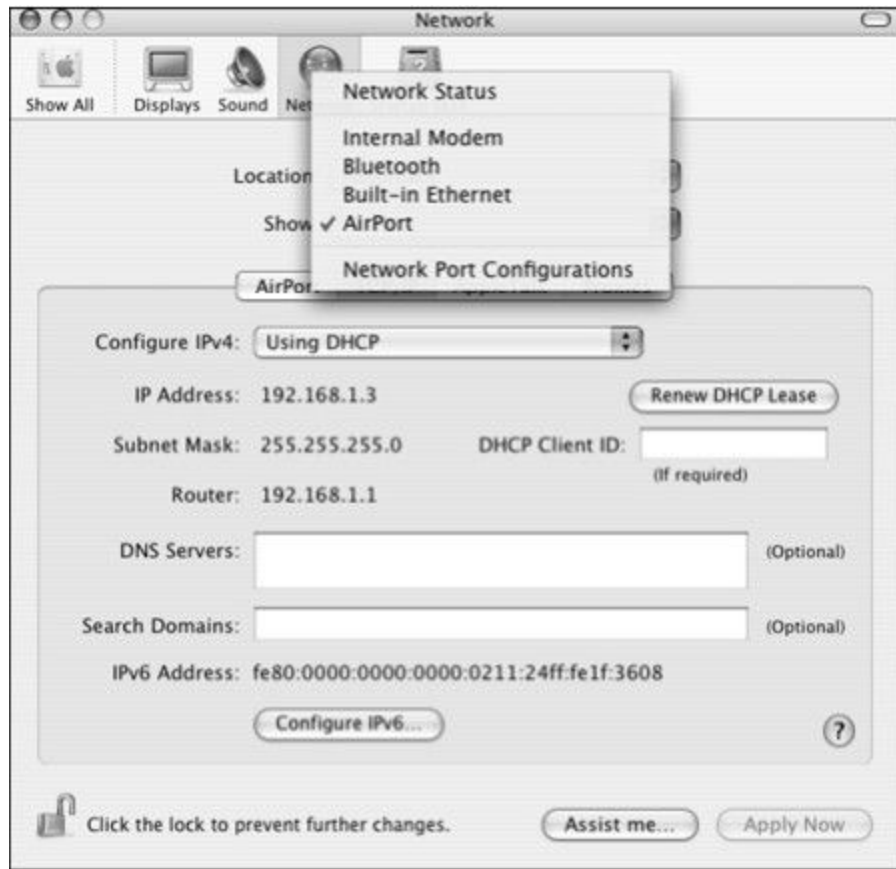 Network
Show All
Displays
Sound
Network Status
Internal Modem
Bluetooth
Location
Built-in Ethernet
Show
✓ AirPort
Network Port Configurations
Configure IPv4: Using DHCP
IP Address: 192.168.1.3
Renew DHCP Lease
Subnet Mask: 255.255.255.0
DHCP Client ID:
(If required)
Router: 192.168.1.1
DNS Servers:
(Optional)
Search Domains:
(Optional)
IPv6 Address: fe80:0000:0000:0000:0211:24ff:fe1f:3608
Configure IPv6...
?
Click the lock to prevent further changes.
Assist me...
Apply Now